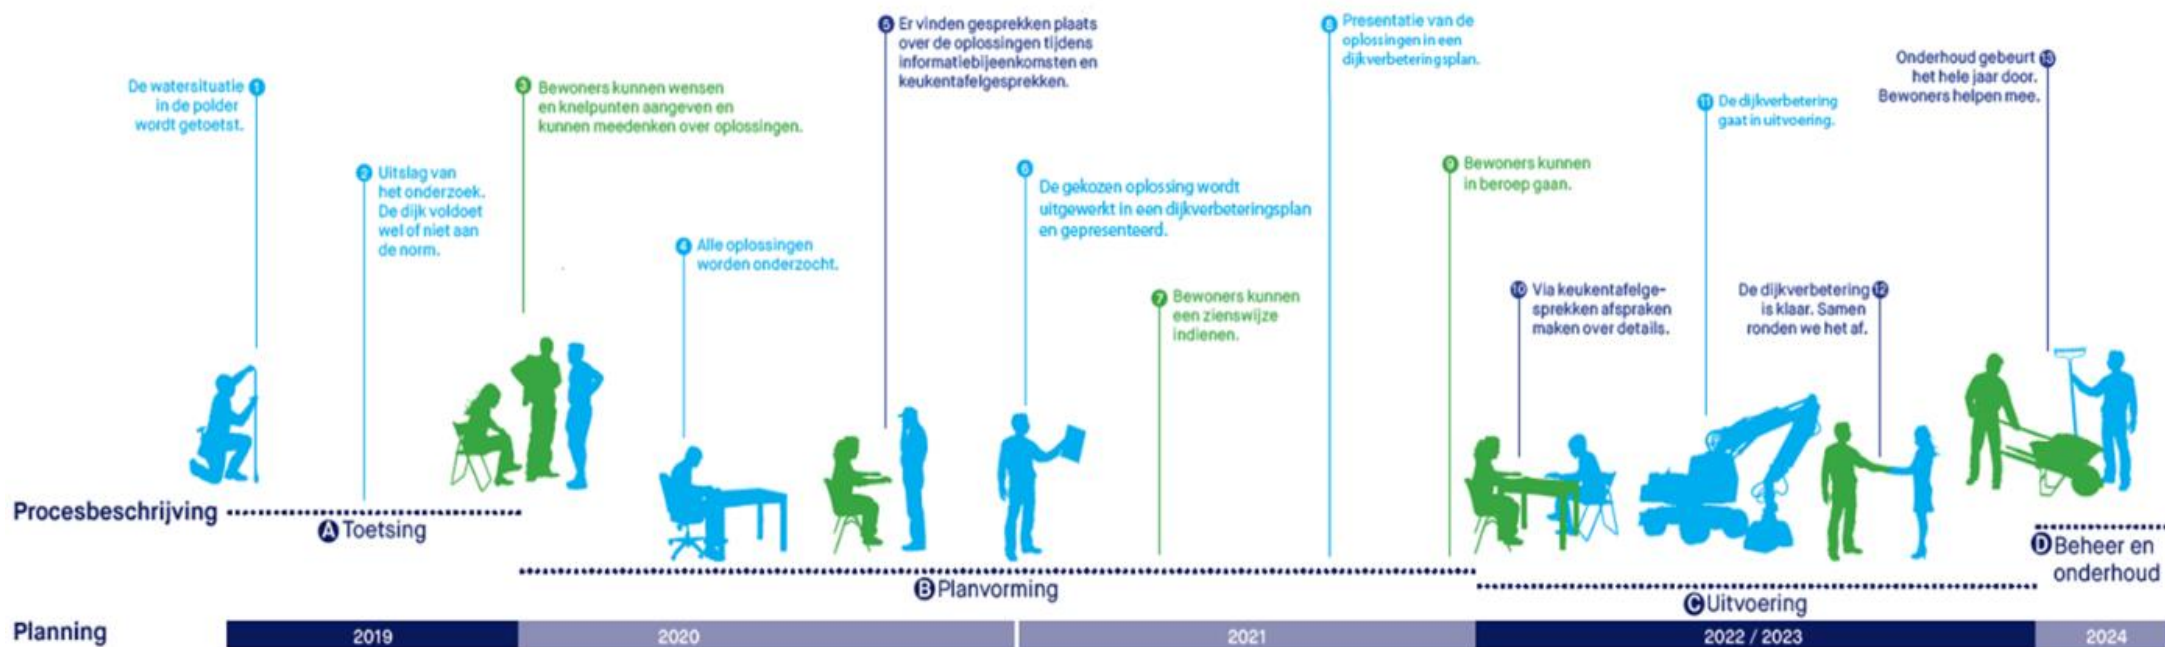 1
De watersituatie
in de polder
wordt getoetst.
2
Uitslag van
het onderzoek.
De dijk voldoet
wel of niet aan
de norm.
3
Bewoners kunnen wensen
en knelpunten aangeven en
kunnen meedenken over oplossingen.
4
Alle oplossingen
worden onderzocht.
5
Er vinden gesprekken plaats
over de oplossingen tijdens
informatiebijeenkomsten en
keukentafelgesprekken.
6
De gekozen oplossing wordt
uitgewerkt in een dijkverbeteringsplan
en gepresenteerd.
7
Bewoners kunnen
een zienswijze
indienen.
8
Presentatie van de
oplossingen in een
dijkverbeteringsplan.
9
Bewoners kunnen
in beroep gaan.
10
Via keukentafelge-
sprekken afspraken
maken over details.
11
De dijkverbetering
gaat in uitvoering.
12
De dijkverbetering
is klaar. Samen
ronden we het af.
13
Onderhoud gebeurt
het hele jaar door.
Bewoners helpen mee.
Procesbeschrijving
A Toetsing
B Planvorming
C Uitvoering
D Beheer en
onderhoud
Planning
2019
2020
2021
2022 / 2023
2024